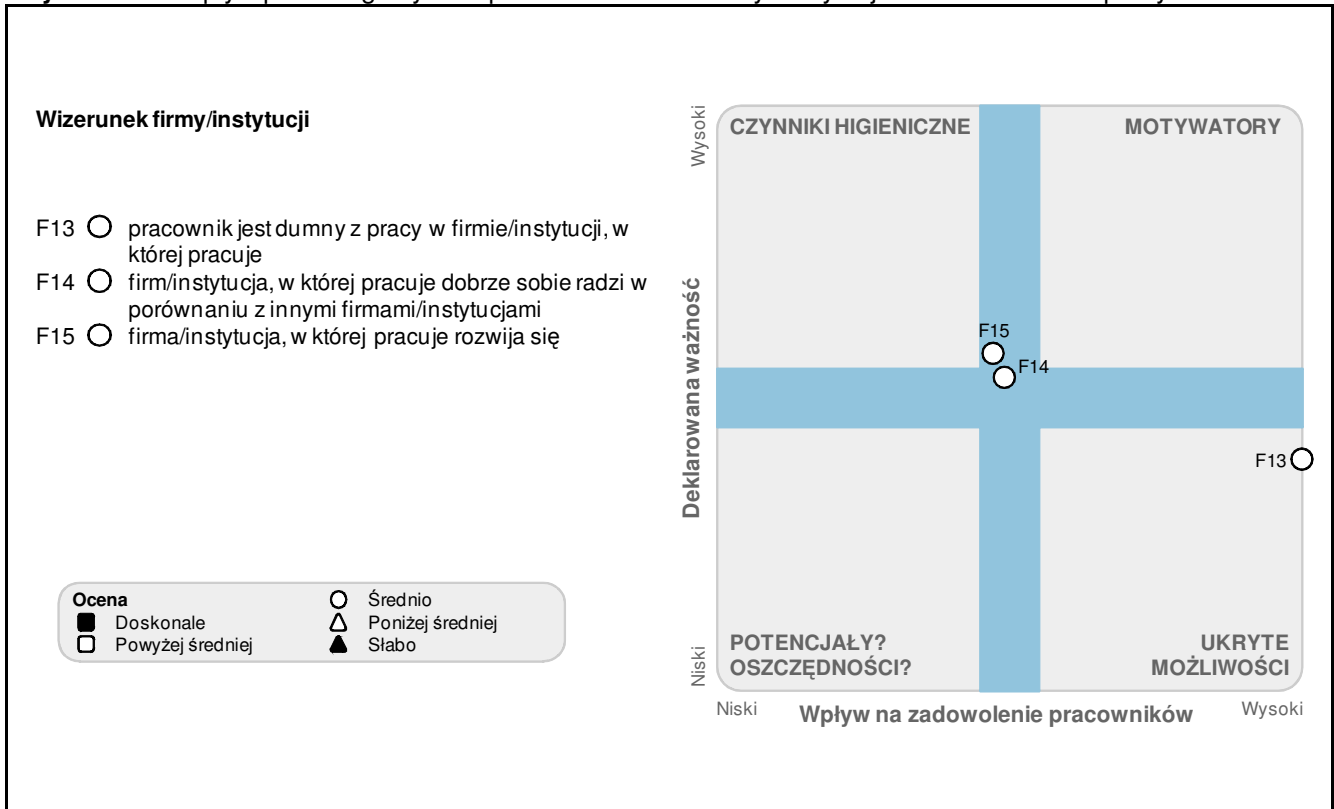 Wizerunek firmy/instytucji
F13 pracownik jest dumny z pracy w firmie/instytucji, w
której pracuje
F14 firm/instytucja, w której pracuje dobrze sobie radzi w
porównaniu z innymi firmami/instytucjami
F15 firma/instytucja, w której pracuje rozwija się
Ocena
Doskonale
Powyżej średniej
Średnio
Poniżej średniej
Słabo
Wysoki
Deklarowana ważność
Niski
CZYNNIKI HIGIENICZNE
MOTYWATORY
F15
F14
F13
POTENCJAŁY?
OSZCZĘDNOŚCI?
UKRYTE
MOŻLIWOŚCI
Niski
Wpływ na zadowolenie pracowników
Wysoki